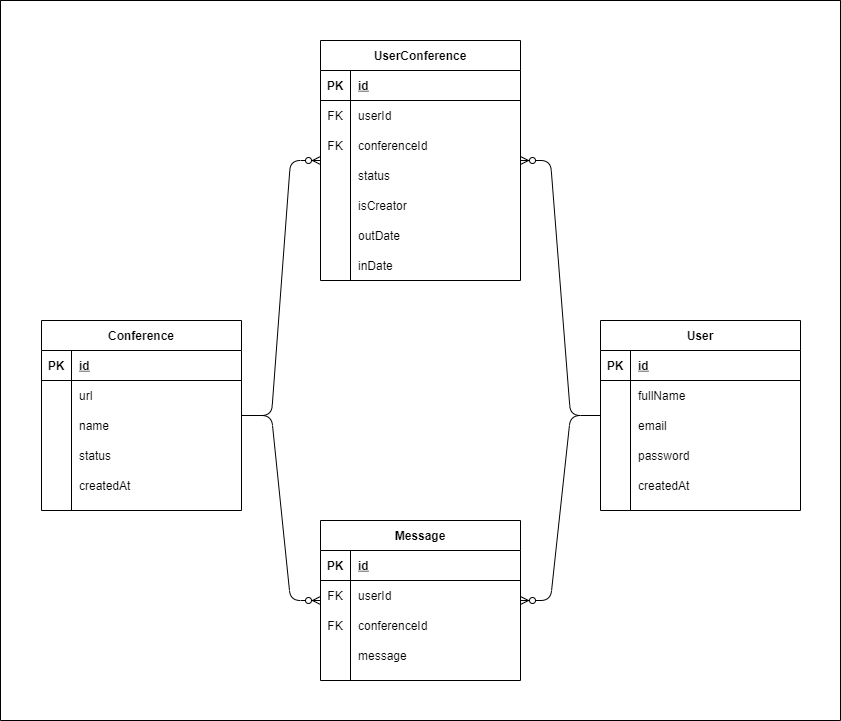 UserConference
PK id
FK userId
FK conferenceId
status
isCreator
outDate
inDate
Conference
PK id
url
name
status
createdAt
User
PK id
fullName
email
password
createdAt
Message
PK id
FK userId
FK conferenceId
message